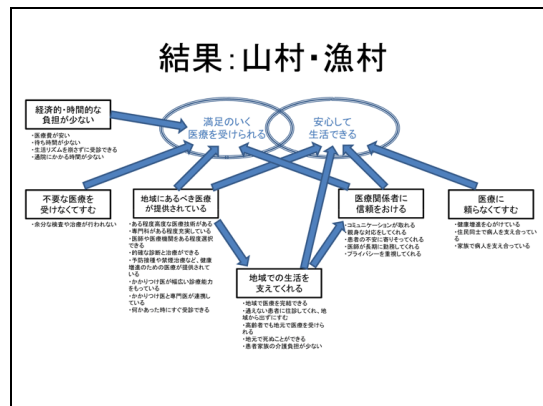 結果：山村・漁村
経済的・時間的な
負担が少ない
・医療費が安い
・待ち時間が少ない
・生活リズムを崩さずに受診できる
・通院にかかる時間が少ない
満足のいく
医療を受けられる
安心して
生活できる
不要な医療を
受けなくてすむ
・余分な検査や治療が行われない
地域にあるべき医療
が提供されている
・ある程度高度な医療技術がある
・専門科がある程度充実している
・医師や医療機関をある程度選択
できる
・的確な診断と治療ができる
・予防接種や禁煙治療など、健康
増進のための医療が提供されて
いる
・かかりつけ医が幅広い診療能力
をもっている
・かかりつけ医と専門医が連携し
ている
・何かあった時にすぐ受診できる
医療関係者に
信頼をおける
・コミュニケーションが取れる
・親身な対応をしてくれる
・患者の不安に寄りそってくれる
・医師が長期に勤務してくれる
・プライバシーを重視してくれる
医療に
頼らなくてすむ
・健康増進を心がけている
・住民同士で病人を支え合ってい
る
・家族で病人を支え合っている
地域での生活を
支えてくれる
・地域で医療を完結できる
・通えない患者に往診してくれ、地
域から出ずにすむ
・高齢者でも地元で医療を受けら
れる
・地元で死ぬことができる
・患者家族の介護負担が少ない